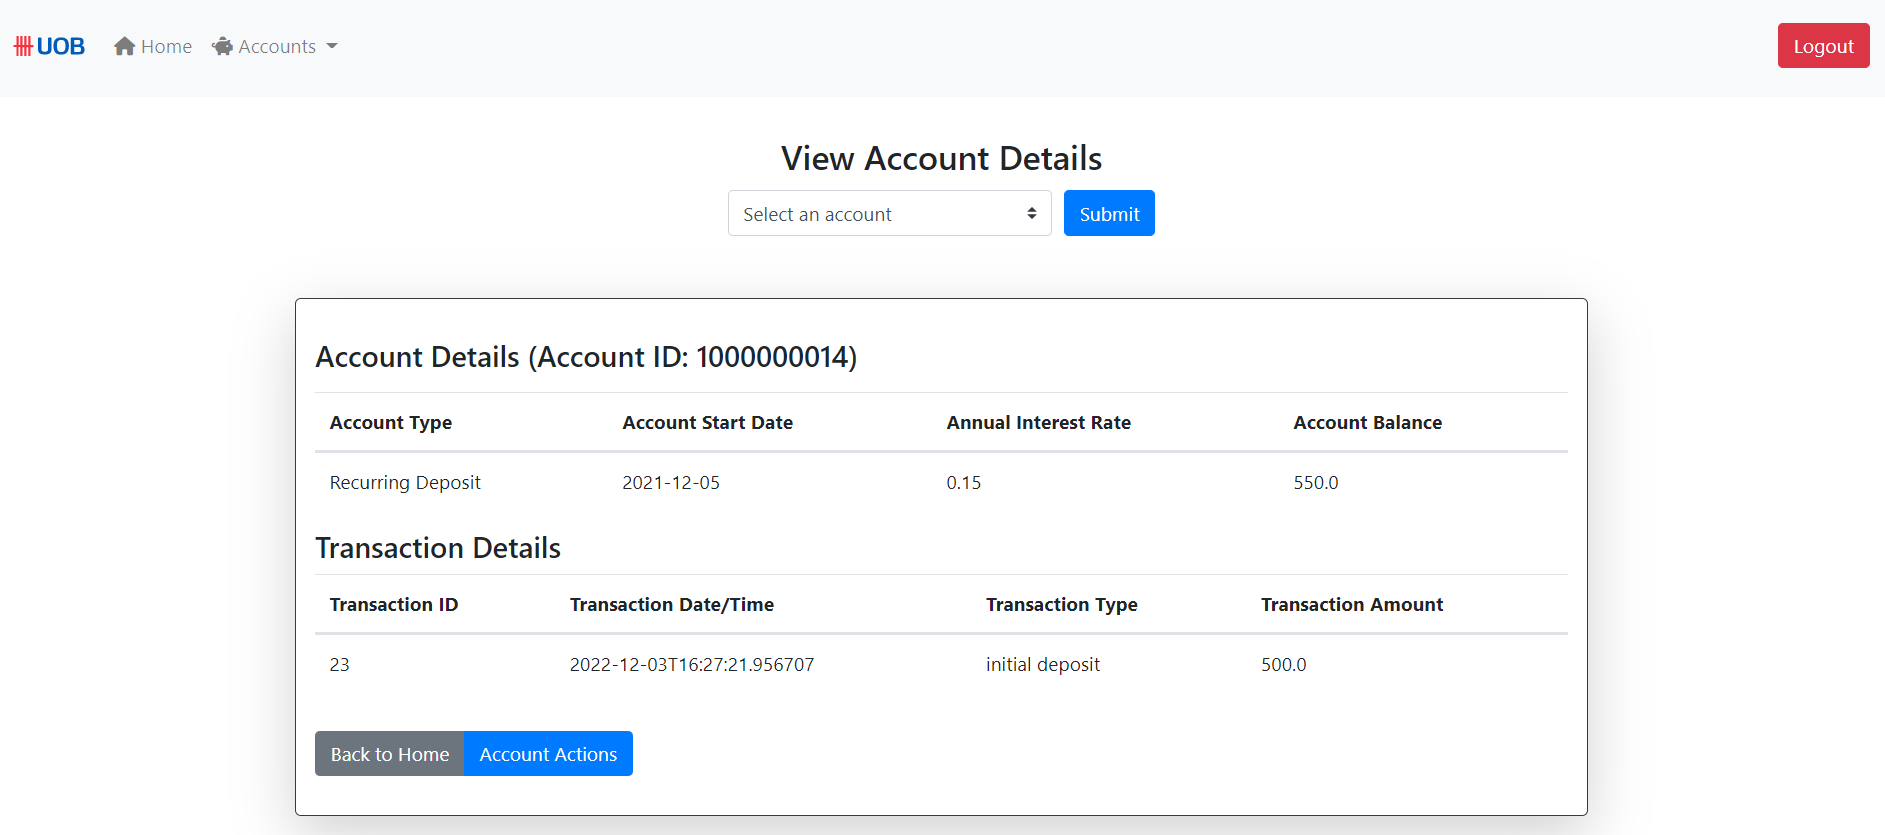 UOB Home Accounts Logout
View Account Details
Select an account Submit
Account Details (Account ID: 1000000014)
Account Type Account Start Date Annual Interest Rate Account Balance
Recurring Deposit 2021-12-05 0.15 550.0
Transaction Details
Transaction ID Transaction Date/Time Transaction Type Transaction Amount
23 2022-12-03T16:27:21.956707 initial deposit 500.0
Back to Home Account Actions